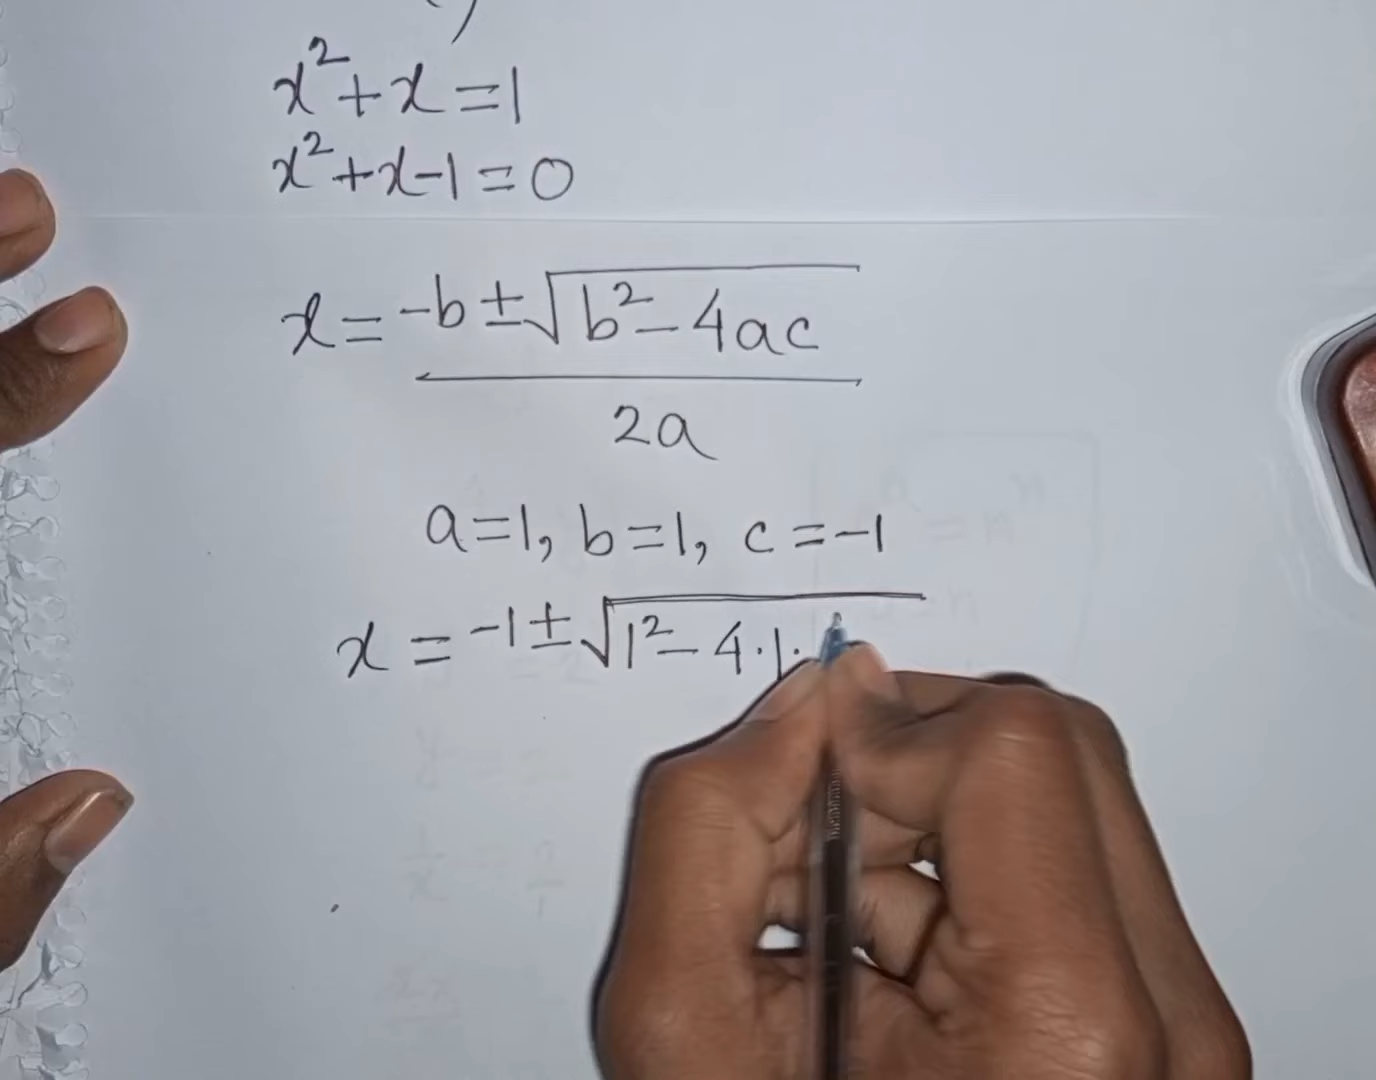 x²+x=1
x²+x-1=0
x=-b±√b²-4ac
2a
a=1, b=1, c=-1
x=-1±√1²-4·1·